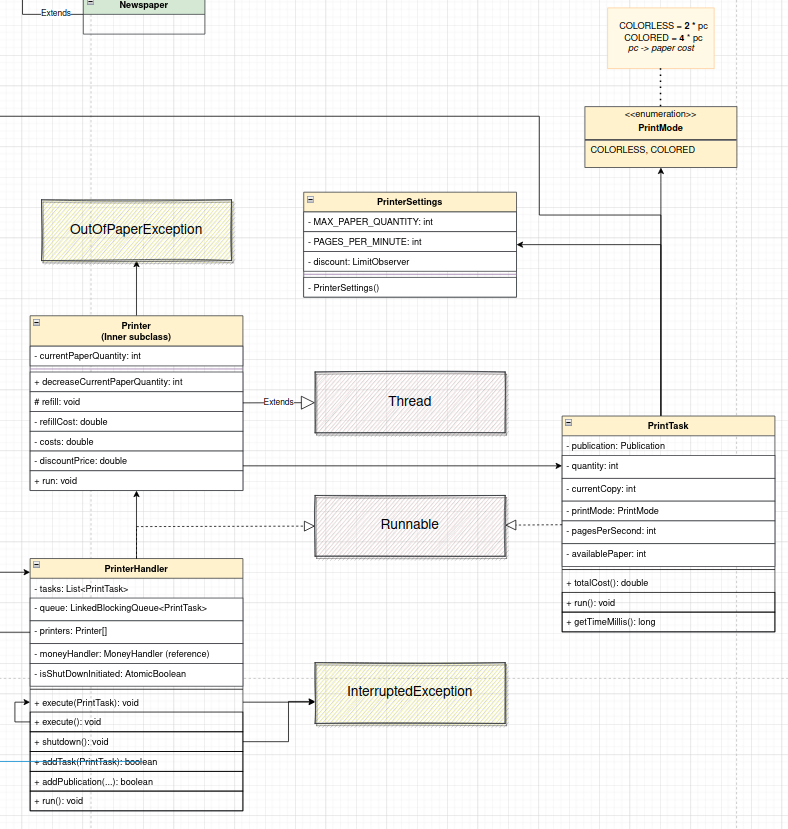 Newspaper
Extends
COLORLESS = 2 * pc
COLORED = 4 * pc
pc -> paper cost
<<enumeration>>
PrintMode
COLORLESS, COLORED
OutOfPaperException
PrinterSettings
- MAX_PAPER_QUANTITY: int
- PAGES_PER_MINUTE: int
- discount: LimitObserver
- PrinterSettings()
Printer
(Inner subclass)
- currentPaperQuantity: int
+ decreaseCurrentPaperQuantity: int
# refill: void
- refillCost: double
- costs: double
- discountPrice: double
+ run: void
Extends
Thread
Runnable
PrintTask
- publication: Publication
- quantity: int
- currentCopy: int
- printMode: PrintMode
- pagesPerSecond: int
- availablePaper: int
+ totalCost(): double
+ run(): void
+ getTimeMillis(): long
PrinterHandler
- tasks: List<PrintTask>
- queue: LinkedBlockingQueue<PrintTask>
- printers: Printer[]
- moneyHandler: MoneyHandler (reference)
- isShutDownInitiated: AtomicBoolean
+ execute(PrintTask): void
+ execute(): void
+ shutdown(): void
+ addTask(PrintTask): boolean
+ addPublication(...): boolean
+ run(): void
InterruptedException